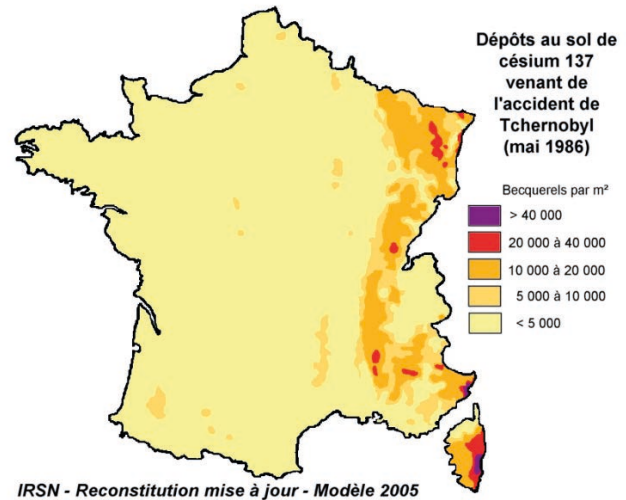 Dépôts au sol de
césium 137
venant de
l'accident de
Tchernobyl
(mai 1986)
Becquerels par m²
> 40 000
20 000 à 40 000
10 000 à 20 000
5 000 à 10 000
< 5 000
IRSN - Reconstitution mise à jour - Modèle 2005